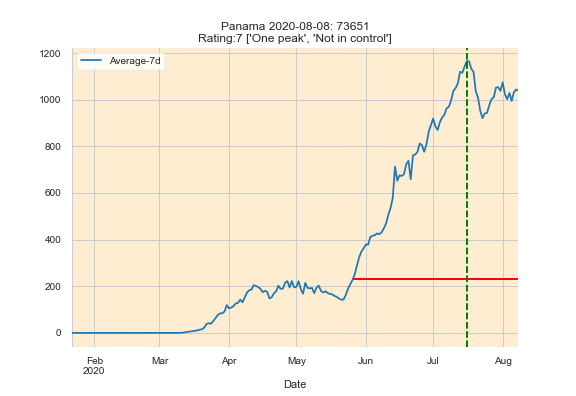 Panama 2020-08-08: 73651
Rating:7 ['One peak', 'Not in control']
Average-7d
1200
1000
800
600
400
200
0
Feb
2020
Mar
Apr
May
Jun
Jul
Aug
Date